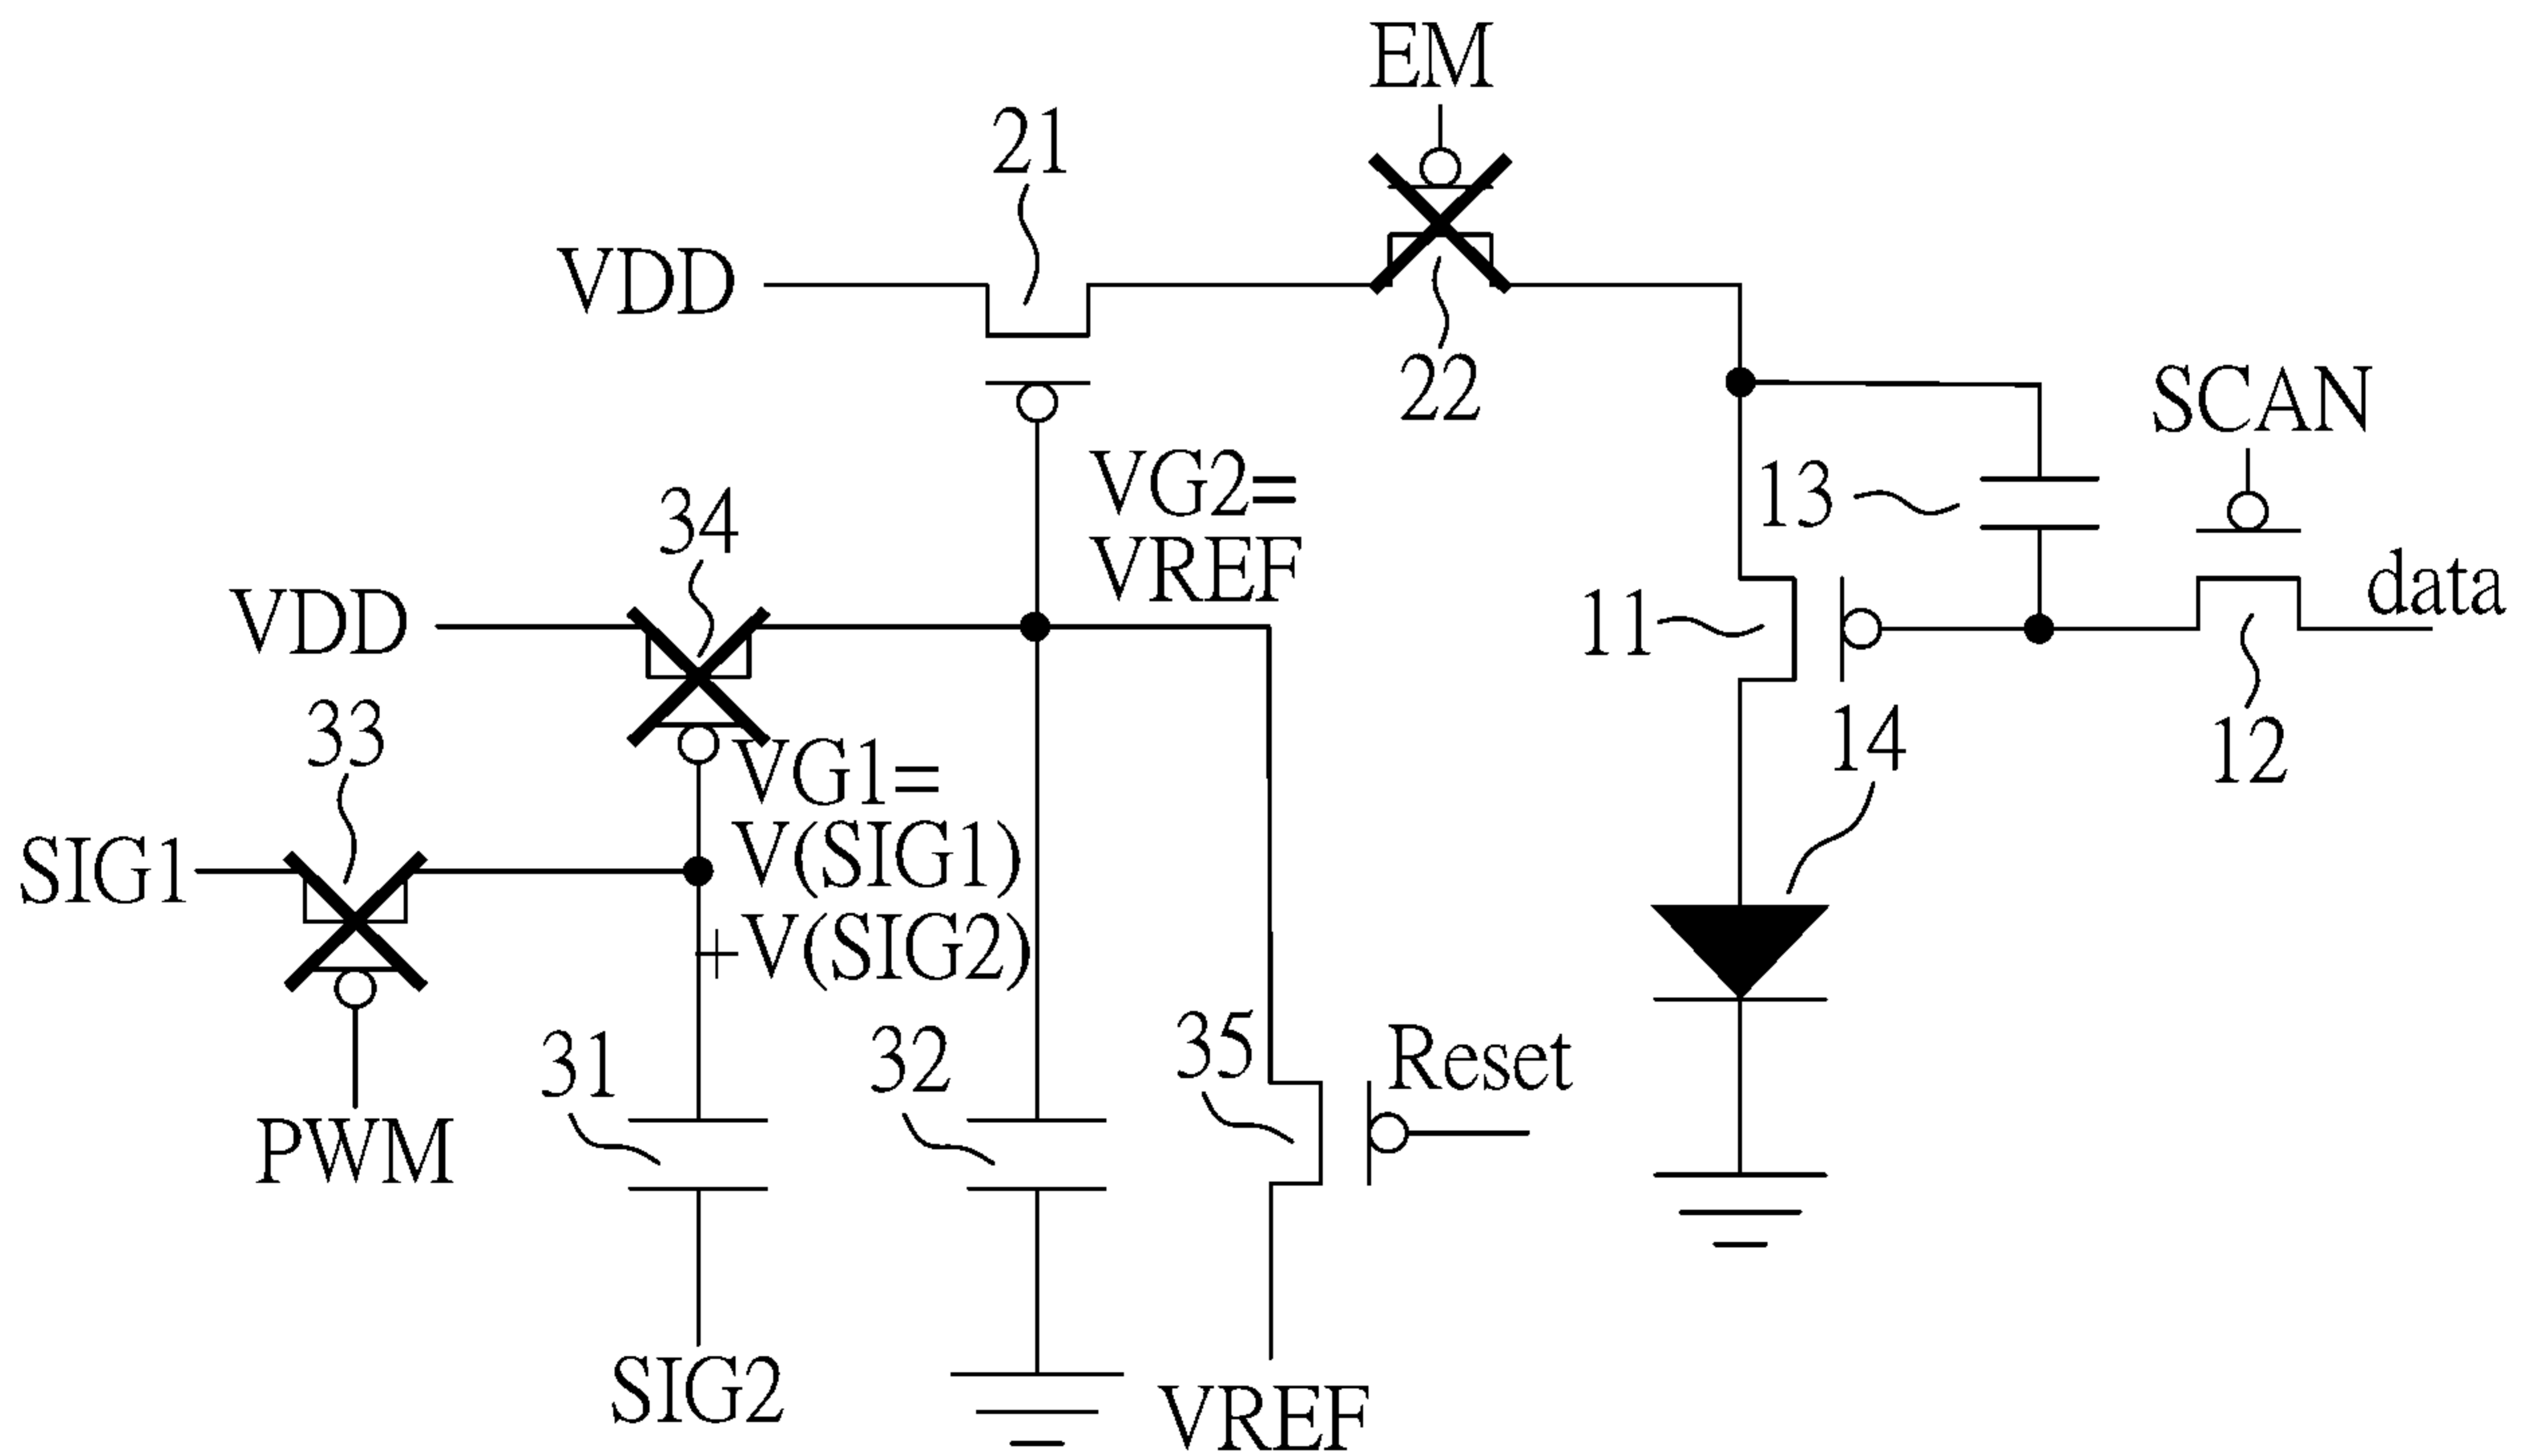 EM
21
VDD
22
SCAN
VG2=
VREF
13
34
data
VDD
11
12
33
14
VG1=
V(SIG1)
+V(SIG2)
SIG1
35
Reset
31
32
PWM
SIG2
VREF